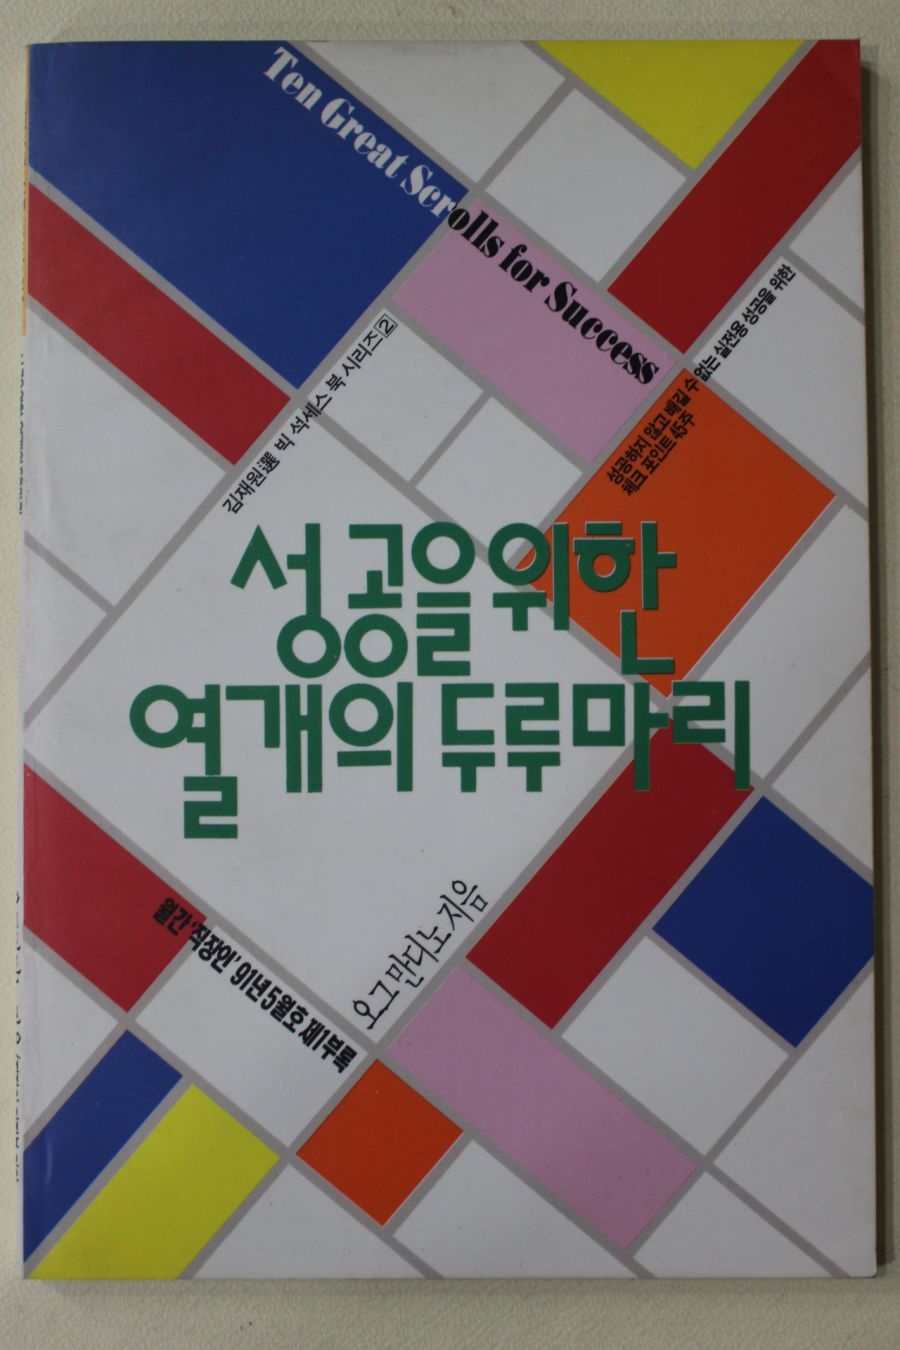 Ten Great Scrolls for Success
김재원選 빅 석세스 북 시리즈 2
성공하지 않고 배길 수 없는 실전용 성공을 위한
체크 포인트 45주
성공을위한
열개의 두루마리
오그 만디노 지음
월간 '직장인' 91년 5월호 제1부록